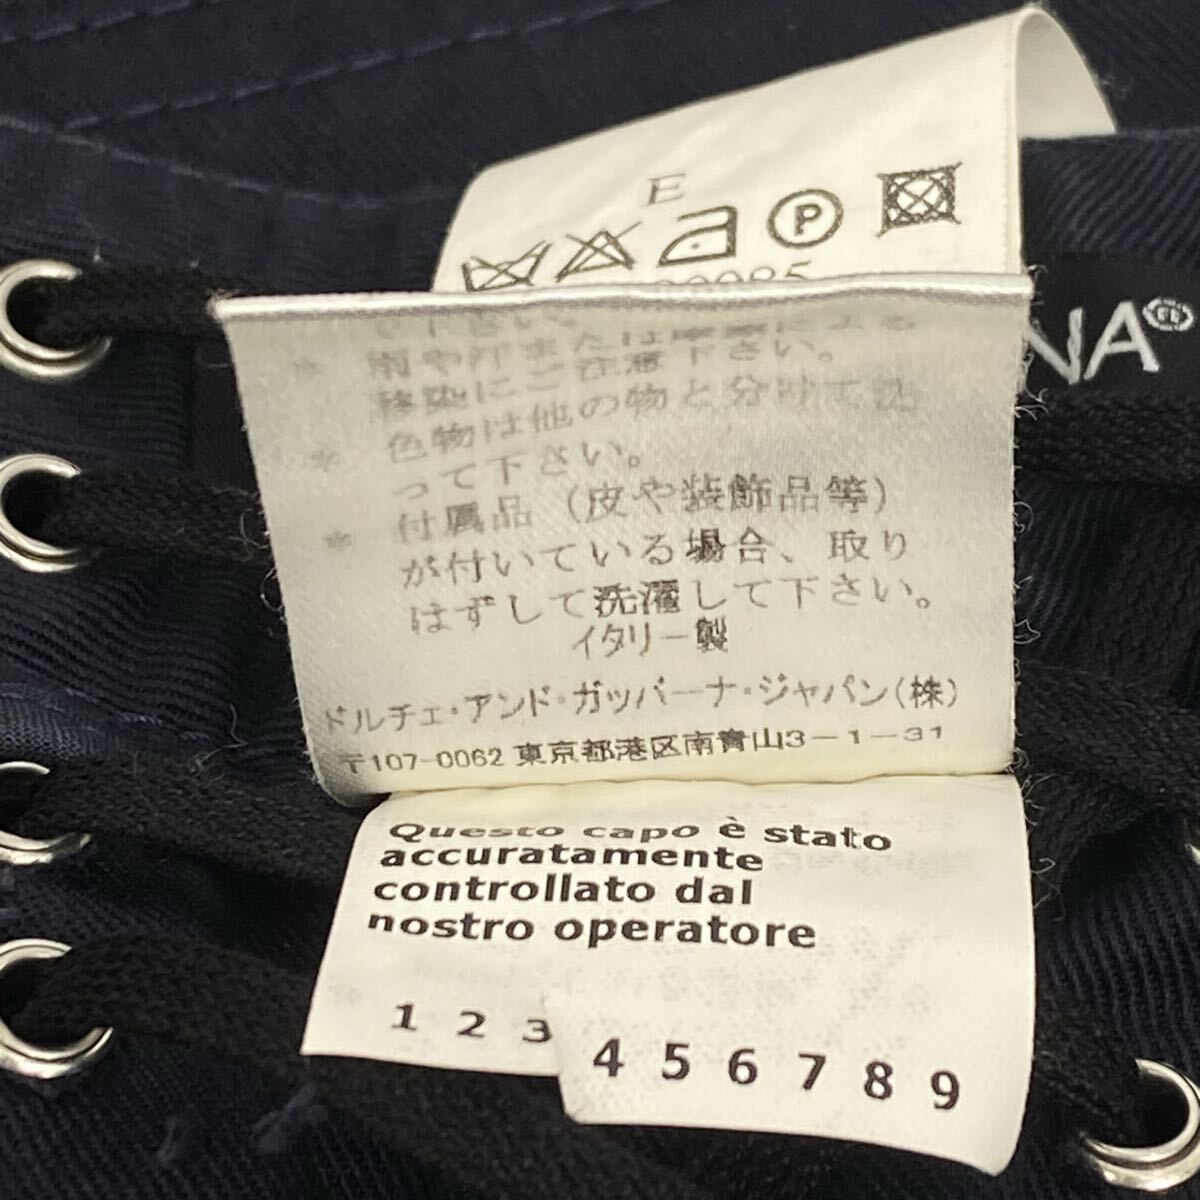 E
P
NA
で下さい。
* 雨や汗または摩擦による
移染にご注意下さい。
* 色物は他の物と分けて洗
って下さい。
* 付属品（皮や装飾品等）
が付いている場合、取り
はずして洗濯して下さい。
イタリー製
ドルチェ・アンド・ガッバーナ・ジャパン(株)
〒107-0062 東京都港区南青山3-1-31
Questo capo è stato
accuratamente
controllato dal
nostro operatore
1 2 3 4 5 6 7 8 9